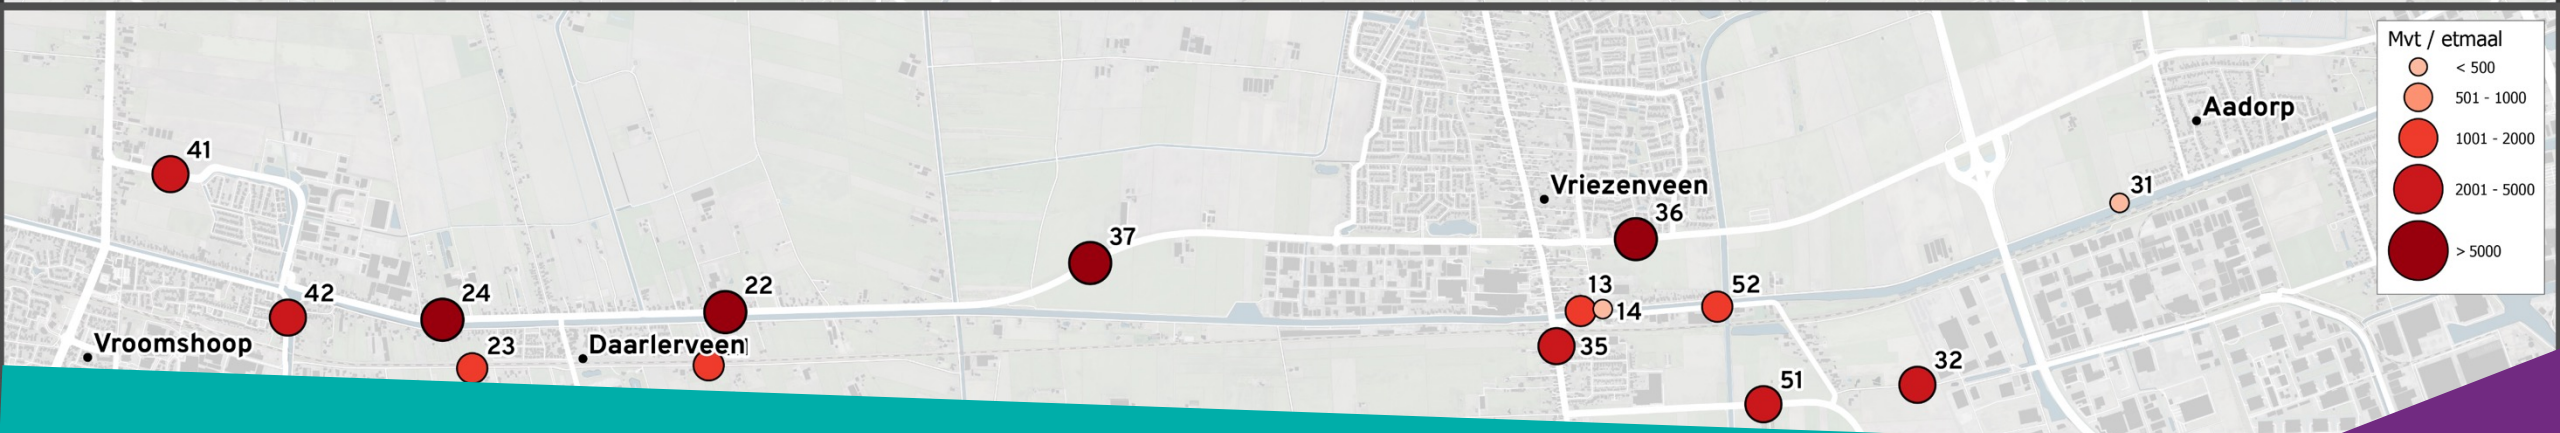 Mvt / etmaal
< 500
501 - 1000
1001 - 2000
2001 - 5000
> 5000
Aadorp
41
31
Vriezenveen
36
37
42
24
22
13
14
52
23
Vroomshoop
Daarlerveen
35
32
51